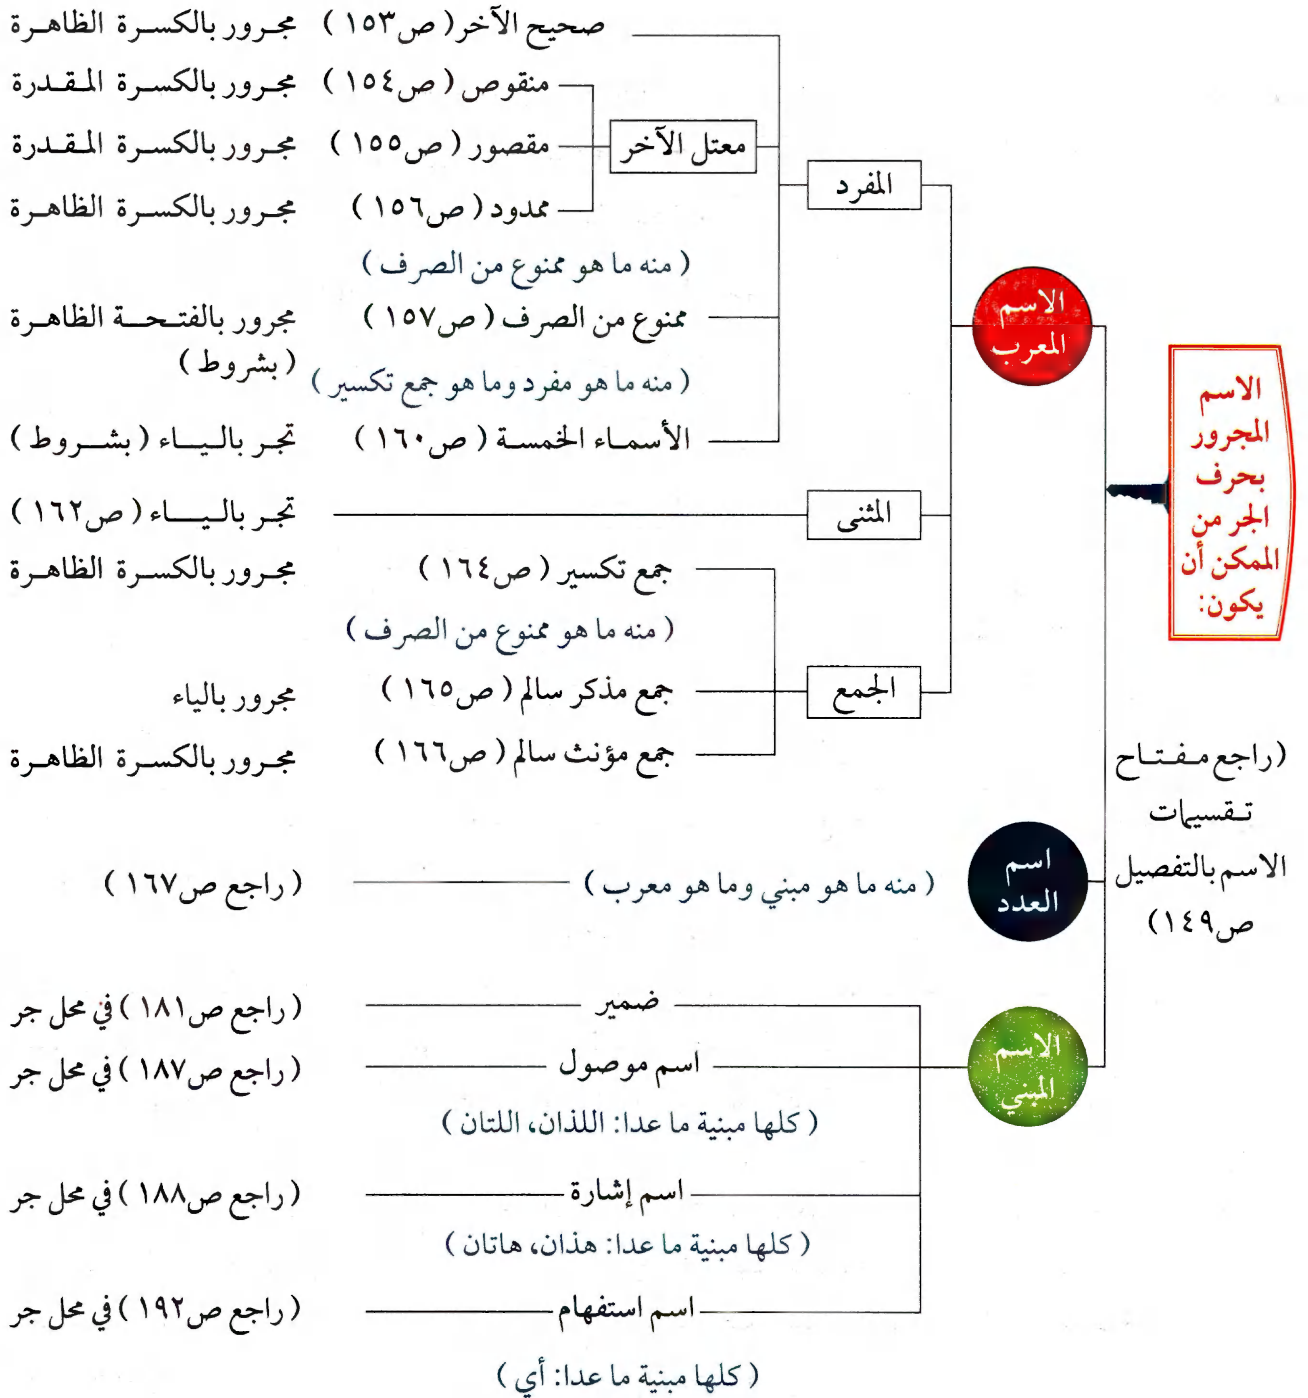 الاسم
المجرور
بحرف
الجر من
الممكن أن
يكون:
(راجع مفتاح
تقسيمات
الاسم بالتفصيل
ص١٤٩)
الاسم
المعرب
المفرد
صحيح الآخر (ص١٥٣) مجرور بالكسرة الظاهرة
معتل الآخر
منقوص (ص١٥٤) مجرور بالكسرة المقدرة
مقصور (ص١٥٥) مجرور بالكسرة المقدرة
ممدود (ص١٥٦) مجرور بالكسرة الظاهرة
(منه ما هو ممنوع من الصرف)
ممنوع من الصرف (ص١٥٧) مجرور بالفتحة الظاهرة
(بشروط)
(منه ما هو مفرد وما هو جمع تكسير)
الأسماء الخمسة (ص١٦٠) تجر بالياء (بشروط)
المثنى تجر بالياء (ص١٦٢)
الجمع
جمع تكسير (ص١٦٤) مجرور بالكسرة الظاهرة
(منه ما هو ممنوع من الصرف)
جمع مذكر سالم (ص١٦٥) مجرور بالياء
جمع مؤنث سالم (ص١٦٦) مجرور بالكسرة الظاهرة
اسم
العدد
(منه ما هو مبني وما هو معرب) (راجع ص١٦٧)
الاسم
المبني
ضمير (راجع ص١٨١) في محل جر
اسم موصول (راجع ص١٨٧) في محل جر
(كلها مبنية ما عدا: اللذان، اللتان)
اسم إشارة (راجع ص١٨٨) في محل جر
(كلها مبنية ما عدا: هذان، هاتان)
اسم استفهام (راجع ص١٩٢) في محل جر
(كلها مبنية ما عدا: أي)